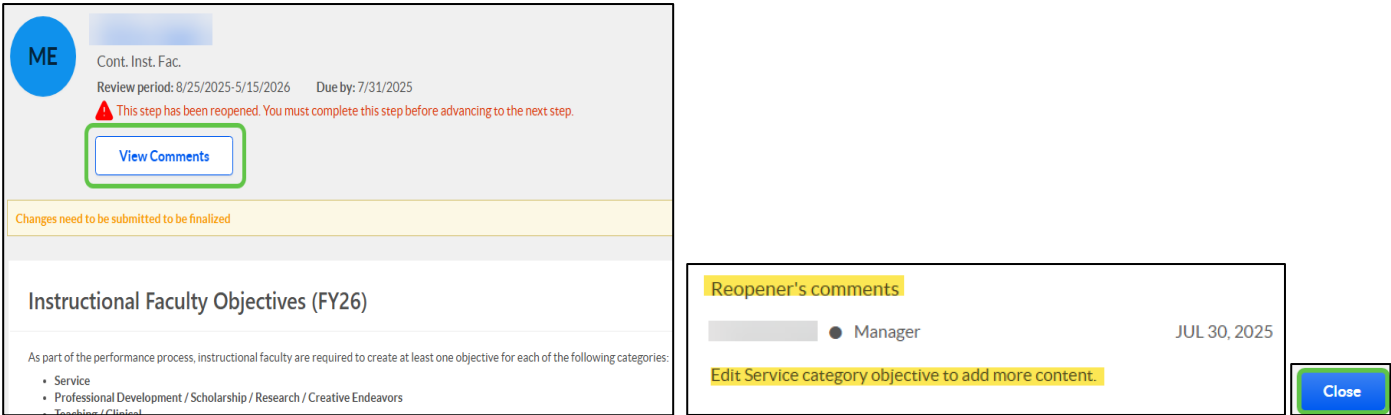 ME
Cont. Inst. Fac.
Review period: 8/25/2025-5/15/2026 Due by: 7/31/2025
This step has been reopened. You must complete this step before advancing to the next step.
View Comments
Changes need to be submitted to be finalized
Instructional Faculty Objectives (FY26)
As part of the performance process, instructional faculty are required to create at least one objective for each of the following categories:
• Service
• Professional Development / Scholarship / Research / Creative Endeavors
• Teaching / Clinical
Reopener's comments
● Manager JUL 30, 2025
Edit Service category objective to add more content.
Close